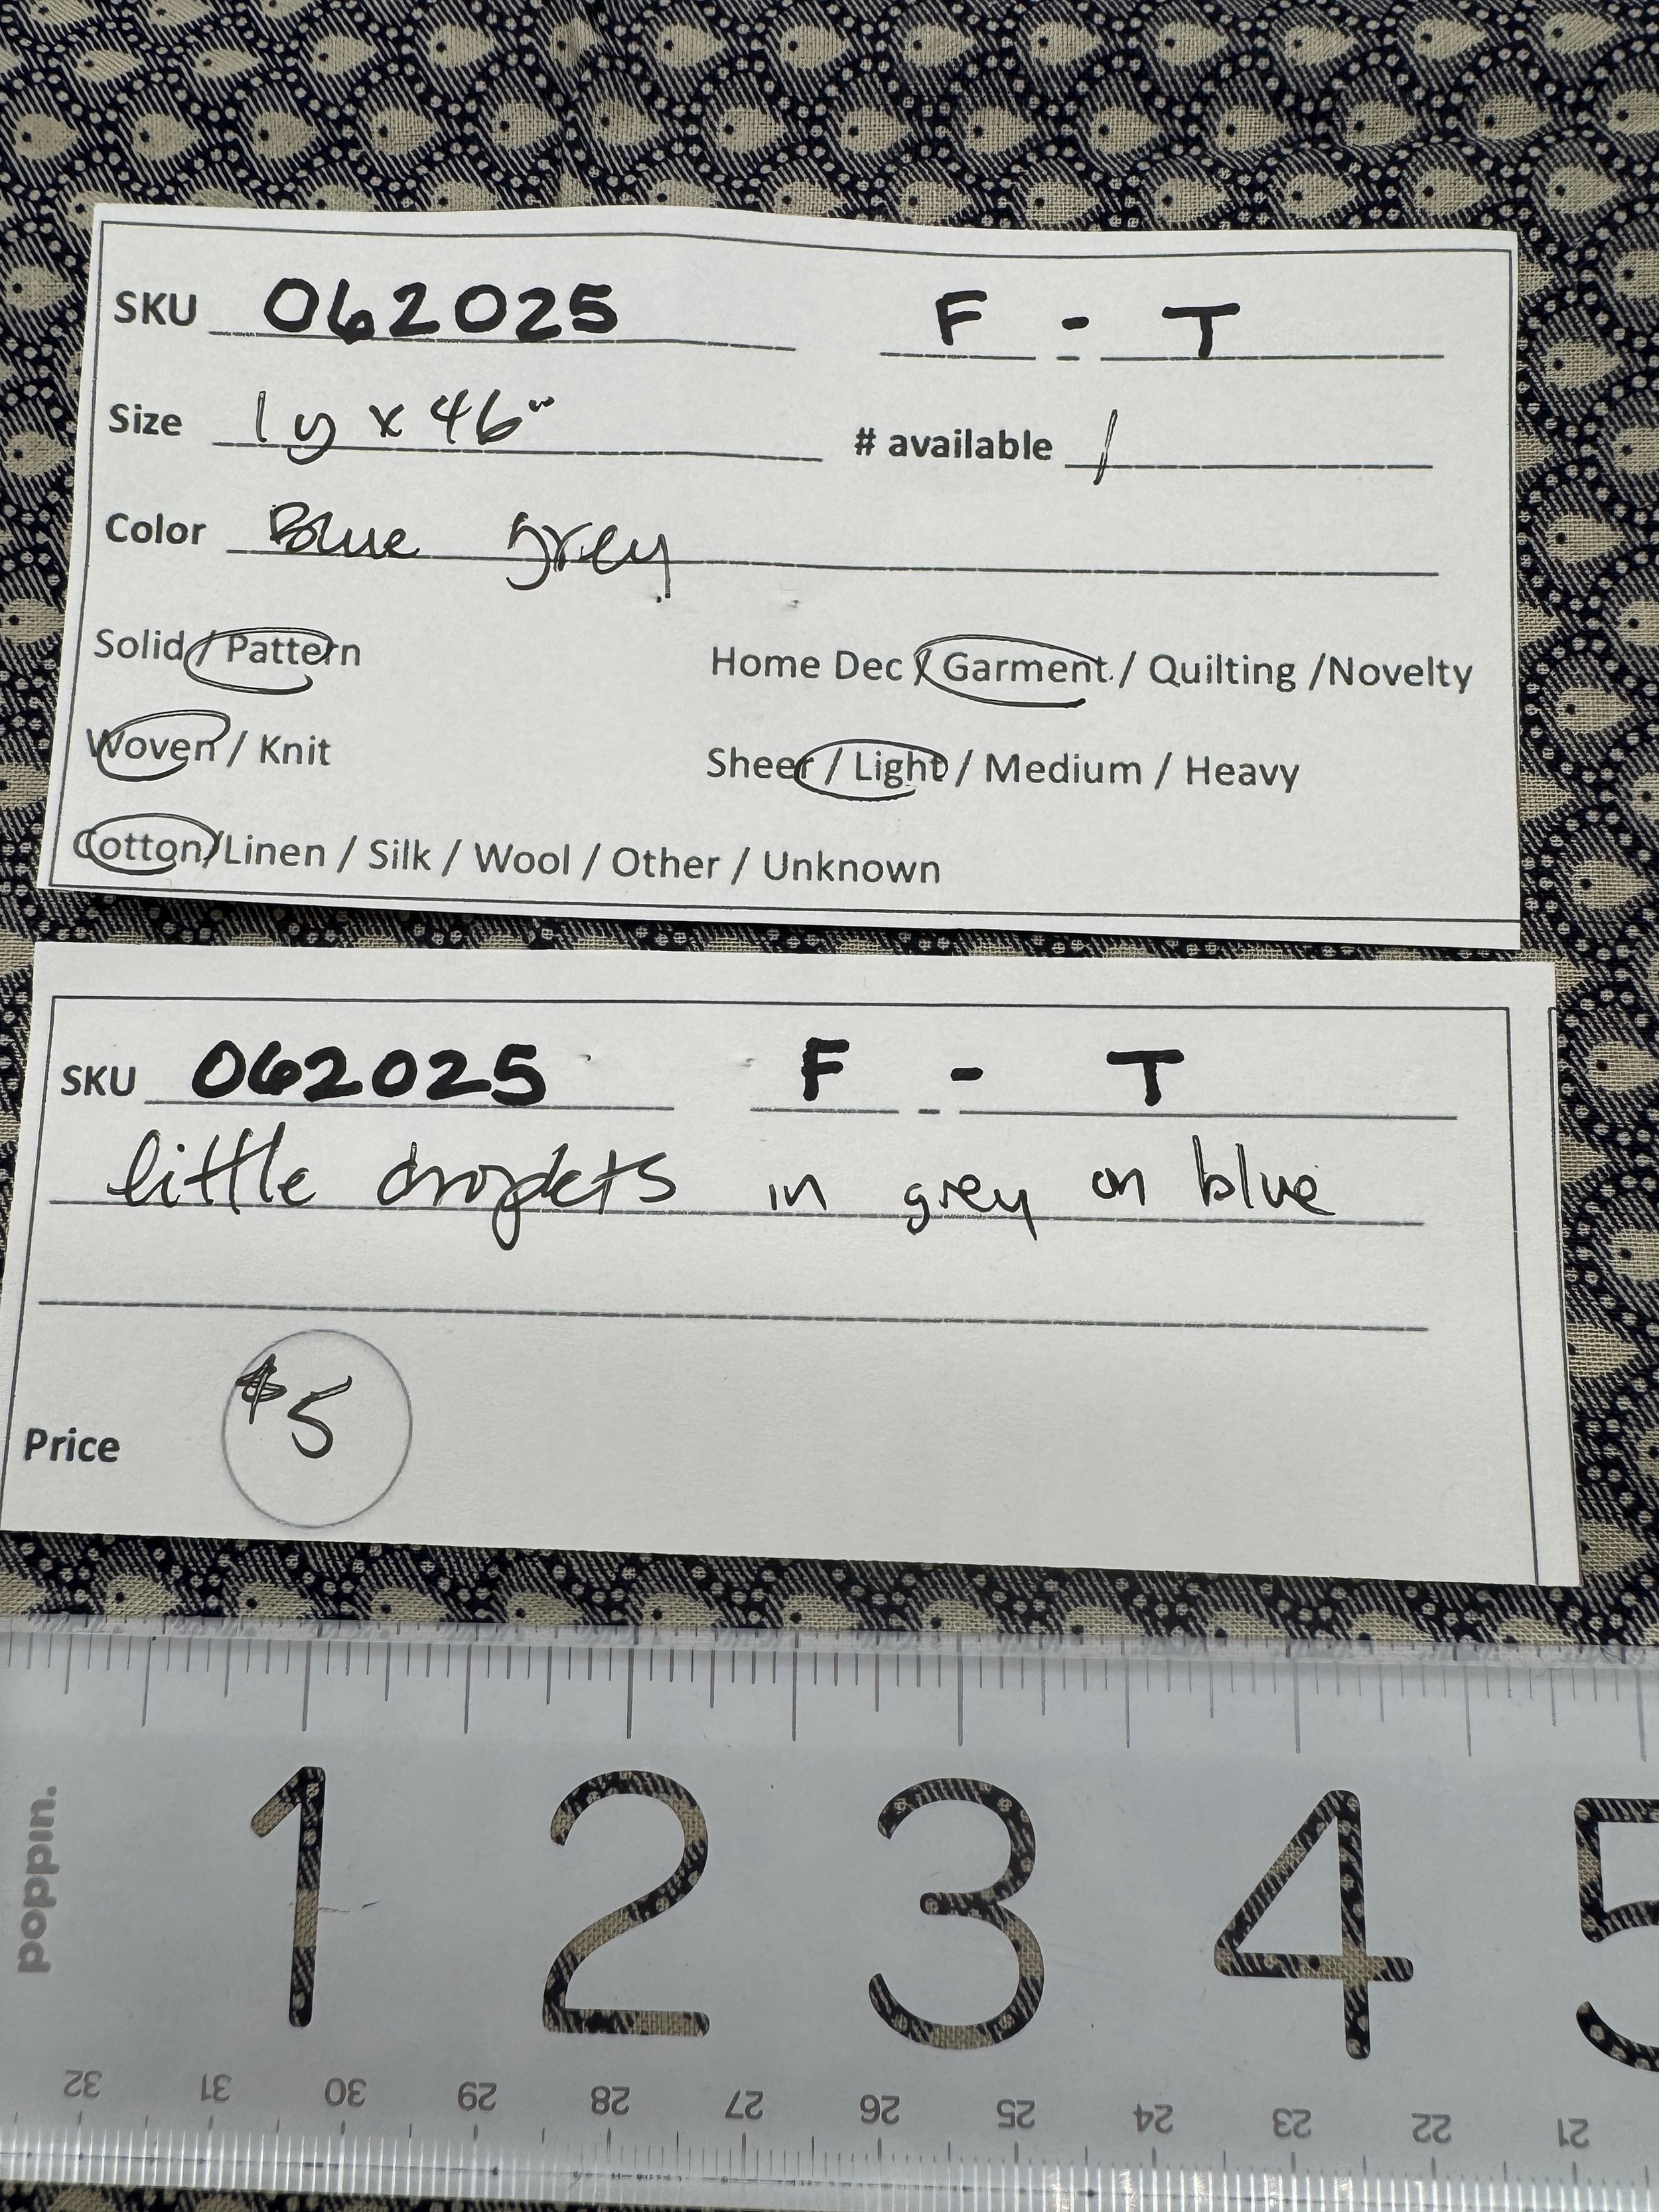 SKU 062025 F - T
Size 1 y x 46" # available 1
Color Blue grey
Solid / Pattern Home Dec / Garment / Quilting /Novelty
Woven / Knit Sheer / Light / Medium / Heavy
Cotton/Linen / Silk / Wool / Other / Unknown
SKU 062025 F - T
little droplets in grey on blue
Price $5
poppin.
1 2 3 4 5
32 31 30 29 28 27 26 25 24 23 22 21